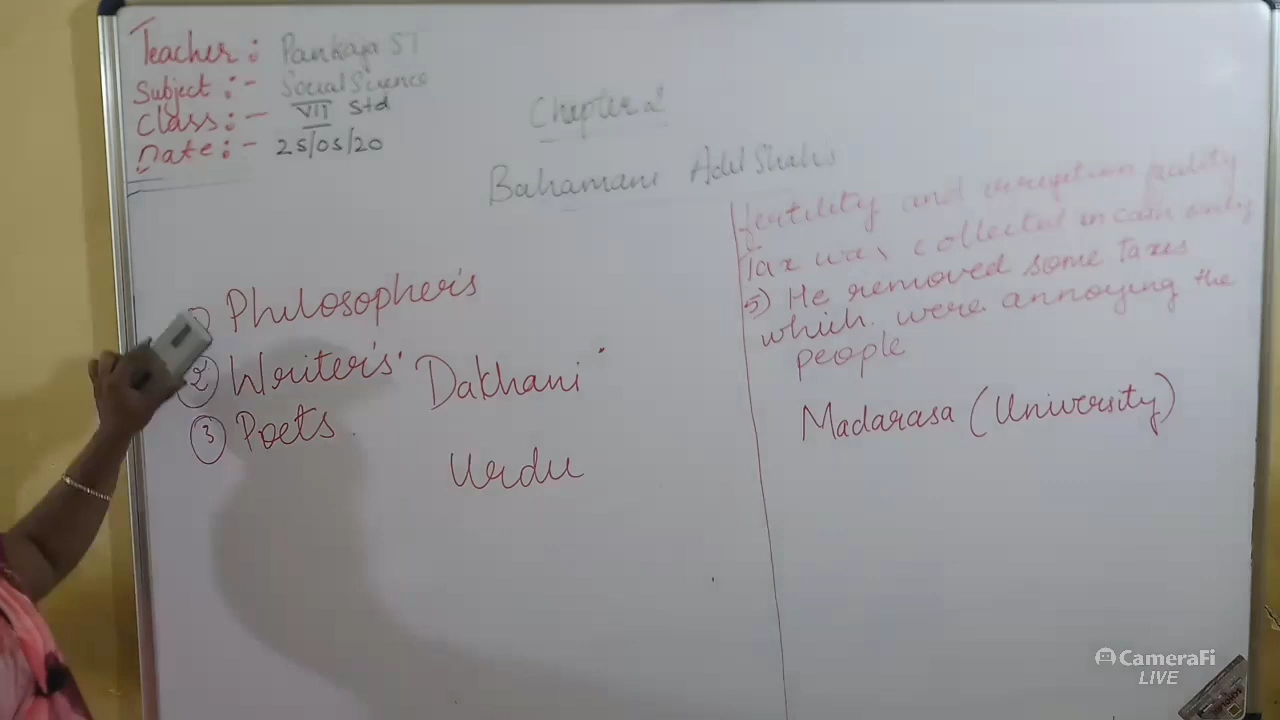 Teacher : Pankaja ST
Subject :- Social Science
Class :- VII Std
Date :- 25/05/20
Chapter 2
Bahamani Adil Shahis
① Philosopher's
② Writer's. Dakhani
③ Poets.
Urdu
fertility and irregation facility
Tax was collected in cash only
5) He removed some taxes
which were annoying the
people
Madarasa (University)
CameraFi
LIVE